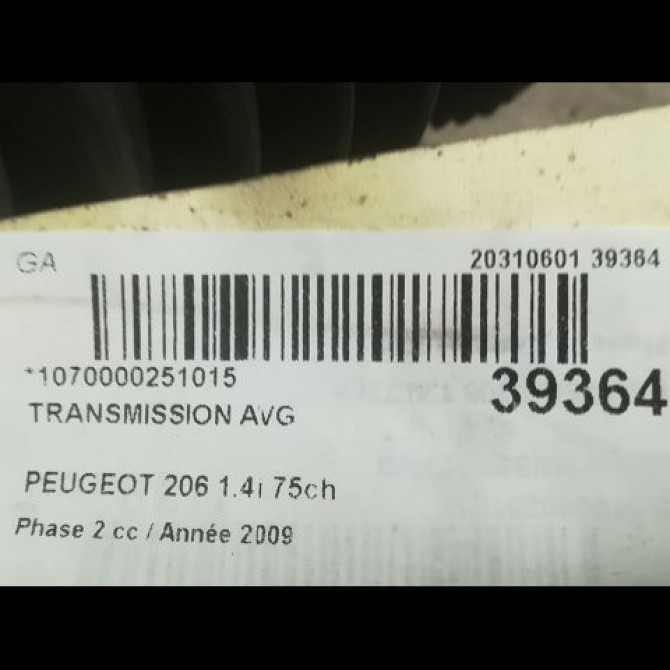 GA 20310601 39364
*1070000251015
39364
TRANSMISSION AVG
PEUGEOT 206 1.4i 75ch
Phase 2 cc / Année 2009